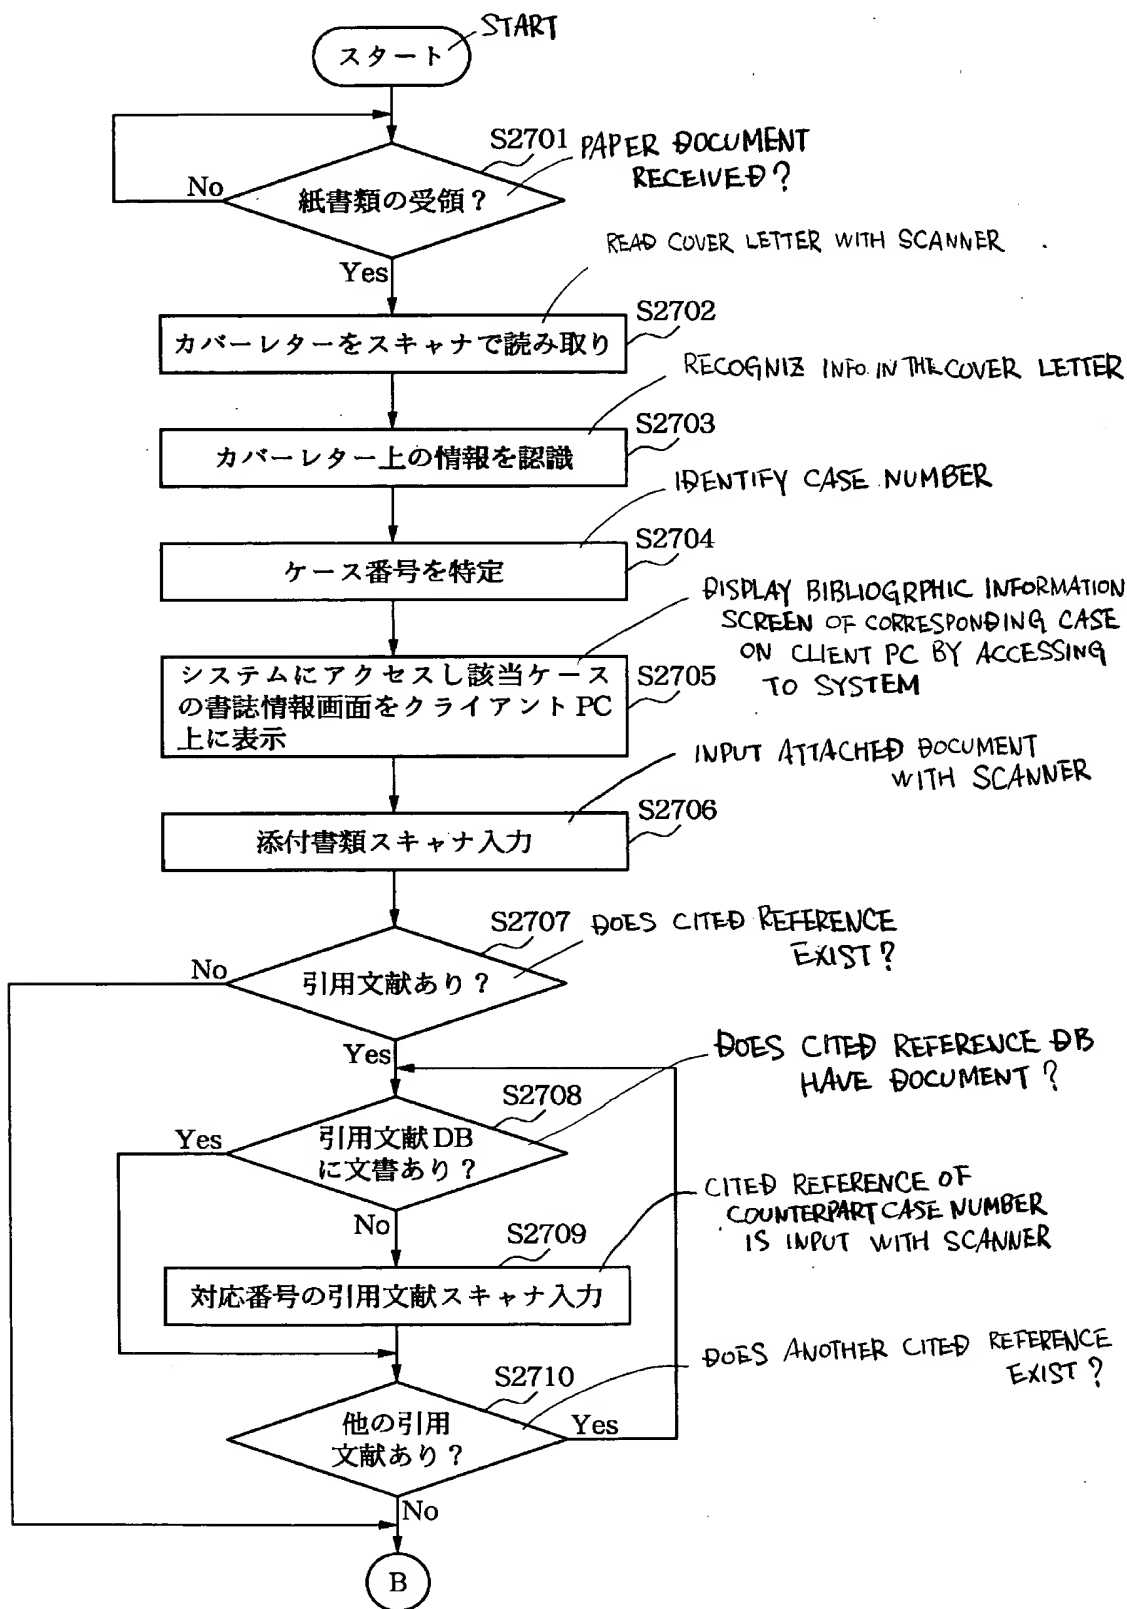 スタート
START
S2701
PAPER DOCUMENT
RECEIVED?
No
紙書類の受領？
Yes
READ COVER LETTER WITH SCANNER
S2702
カバーレターをスキャナで読み取り
RECOGNIZ INFO. IN THE COVER LETTER
S2703
カバーレター上の情報を認識
IDENTIFY CASE NUMBER
S2704
ケース番号を特定
DISPLAY BIBLIOGRPHIC INFORMATION
SCREEN OF CORRESPONDING CASE
ON CLIENT PC BY ACCESSING
TO SYSTEM
S2705
システムにアクセスし該当ケース
の書誌情報画面をクライアントPC
上に表示
INPUT ATTACHED DOCUMENT
WITH SCANNER
S2706
添付書類スキャナ入力
S2707
DOES CITED REFERENCE
EXIST?
No
引用文献あり？
Yes
DOES CITED REFERENCE DB
HAVE DOCUMENT?
S2708
Yes
引用文献DB
に文書あり？
No
CITED REFERENCE OF
COUNTERPART CASE NUMBER
IS INPUT WITH SCANNER
S2709
対応番号の引用文献スキャナ入力
DOES ANOTHER CITED REFERENCE
EXIST?
S2710
他の引用
文献あり？
Yes
No
B